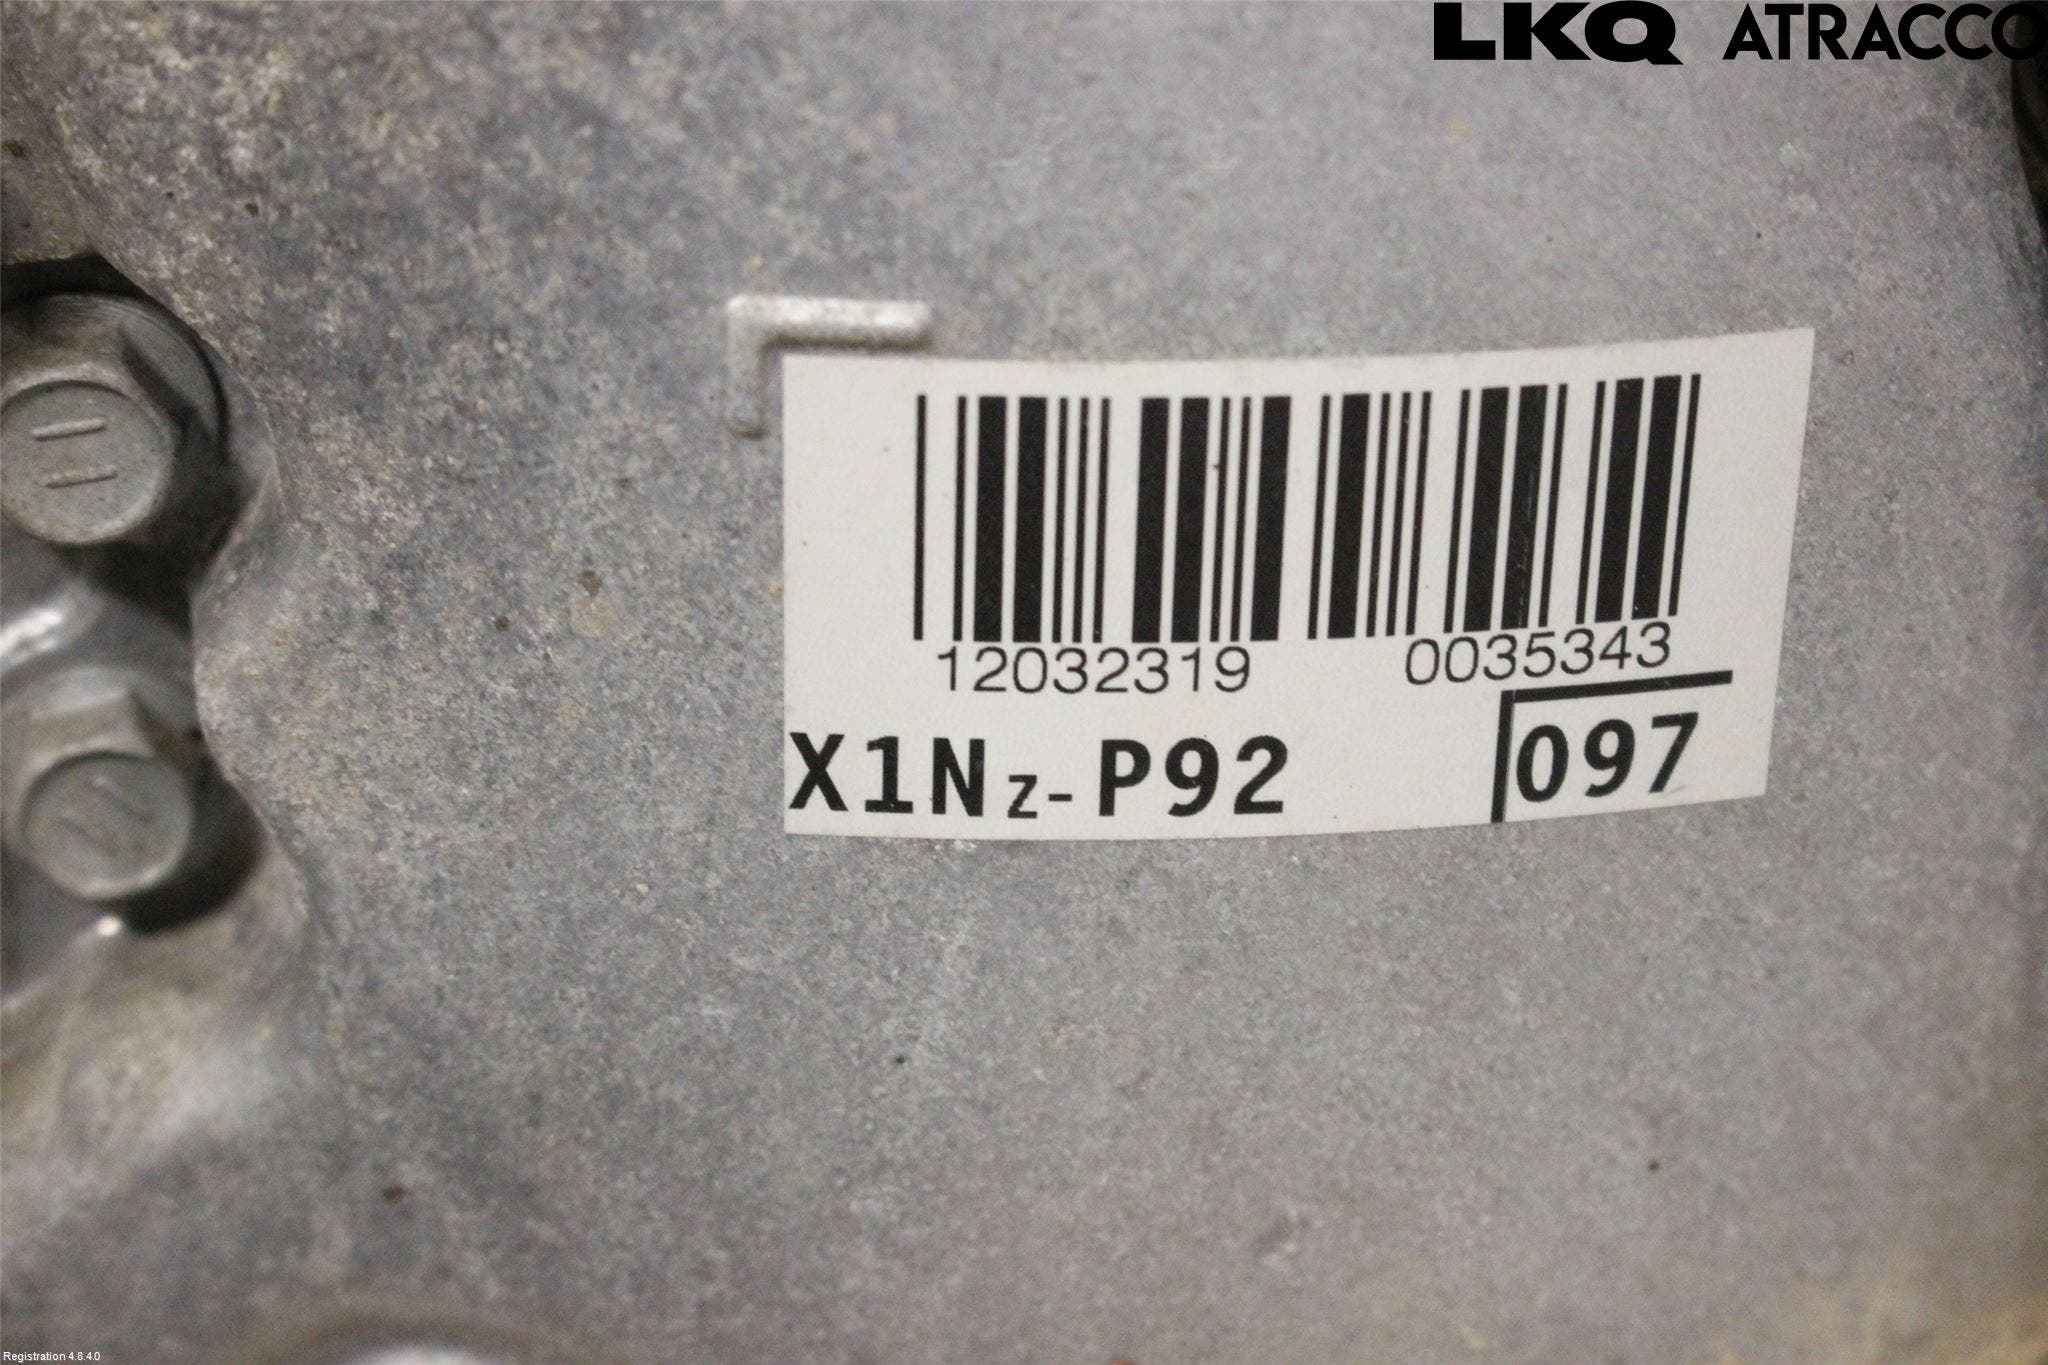 LKQ ATRACCO
12032319 0035343
X1Nz-P92 097
Registration 4.8.4.0